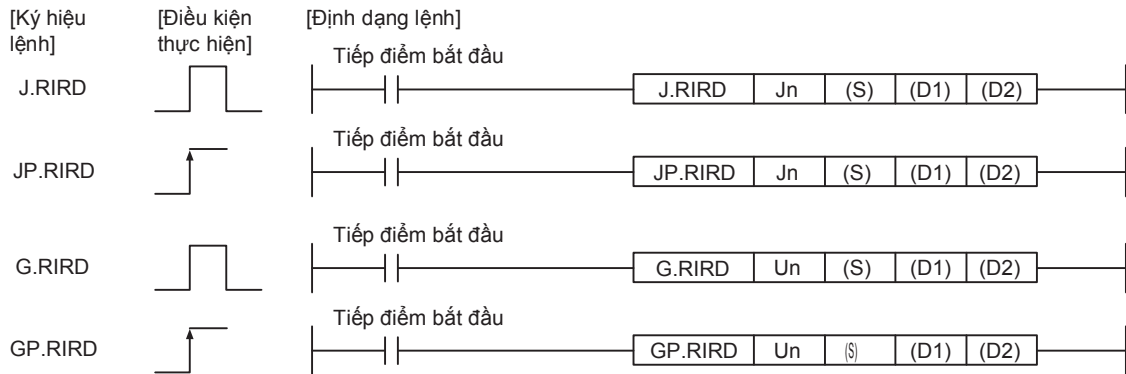 [Ký hiệu lệnh]
[Điều kiện thực hiện]
[Định dạng lệnh]
J.RIRD
Tiếp điểm bắt đầu
J.RIRD Jn (S) (D1) (D2)
JP.RIRD
Tiếp điểm bắt đầu
JP.RIRD Jn (S) (D1) (D2)
G.RIRD
Tiếp điểm bắt đầu
G.RIRD Un (S) (D1) (D2)
GP.RIRD
Tiếp điểm bắt đầu
GP.RIRD Un (S) (D1) (D2)